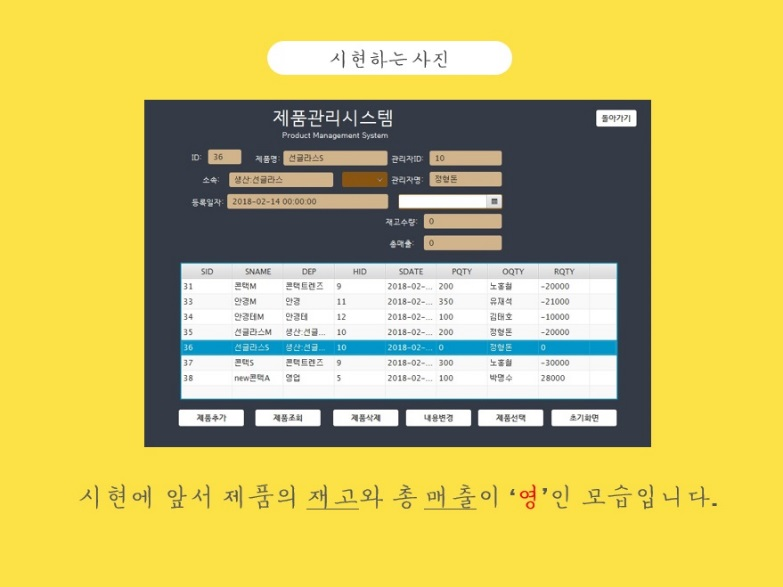 시현하는사진
제품관리시스템
돌아가기
Product Management System
ID: 36 제품명: 선글라스S 관리자ID: 10
소속: 생산:선글라스 관리자명: 정형돈
등록일자: 2018-02-14 00:00:00
재고수량: 0
총매출: 0
SID SNAME DEP HID SDATE PQTY OQTY RQTY
31 콘택M 콘택트렌즈 9 2018-02-... 200 노홍철 -20000
33 안경M 안경 11 2018-02-... 350 유재석 -21000
34 안경테M 안경테 12 2018-02-... 100 김태호 -10000
35 선글라스M 생산:선글... 10 2018-02-... 200 정형돈 -20000
36 선글라스S 생산:선글... 10 2018-02-... 0 정형돈 0
37 콘택S 콘택트렌즈 9 2018-02-... 300 노홍철 -30000
38 new콘택A 영업 5 2018-02-... 100 박명수 28000
제품추가 제품조회 제품삭제 내용변경 제품선택 초기화면
시현에 앞서 제품의 재고와 총 매출이 ‘영’인 모습입니다.